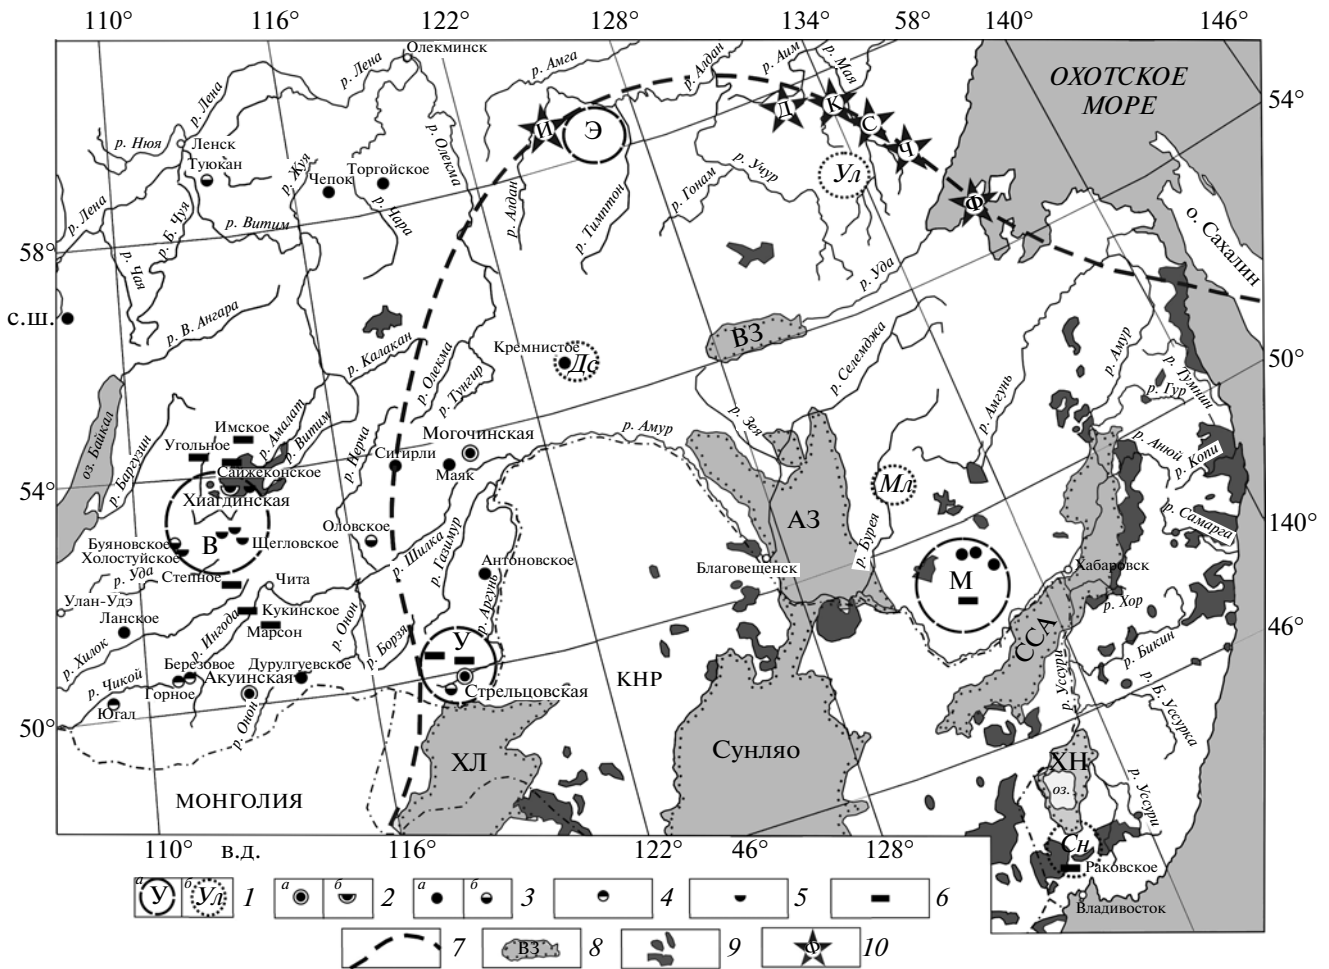 110° 116° 122° 128° 134° 58° 140° 146°
Олекминск
р. Лена
р. Амга
р. Алдан
р. Аим
р. Мая
ОХОТСКОЕ
МОРЕ
54°
р. Лена
И
Э
Д
К
С
Ч
р. Нюя
Ленск
Туюкан
р. Жуя
Чепок
Торгойское
р. Олекма
р. Учур
Ул
р. Лена
р. Б. Чуя
р. Витим
р. Чара
р. Алдан
р. Тимптон
р. Гонам
Ф
о. Сахалин
58°
р. Чая
р. Уда
с.ш.
р. В. Ангара
р. Калакан
р. Олекма
р. Тунгир
Кремнистое
Дс
ВЗ
р. Селемджа
р. Амур
50°
р. Тумнин
р. Гур
оз. Байкал
р. Баргузин
Имское
р. Амалат
р. Витим
Угольное
Саижеконское
Хиагдинская
р. Нерча
Могочинская
Сигирли
Маяк
р. Амур
р. Зея
р. Амгунь
р. Анюй
р. Копи
54°
Мл
140°
В
Буяновское
Холостуйское
Щегловское
Оловское
р. Шилка
р. Газимур
Антоновское
АЗ
р. Бурея
р. Самарга
Благовещенск
М
Хабаровск
р. Уда
Степное
Чита
Улан-Удэ
Ланское
Кукинское
Марсон
р. Ингода
р. Онон
р. Борзя
р. Аргунь
р. Хор
46°
р. Хилок
р. Чикой
Березовое
Дурулгуевское
Акуинская
Горное
У
Стрельцовская
КНР
ССА
р. Бикин
р. Уссури
р. Б. Уссурка
Югал
р. Онон
50°
ХЛ
Сунляо
ХН
оз.
р. Уссури
МОНГОЛИЯ
Сн
Раковское
Владивосток
110° в.д. 116° 122° 46° 128°
а У б Ул 1
а б 2
а б 3
4
5
6
7
ВЗ 8
9
Ф 10